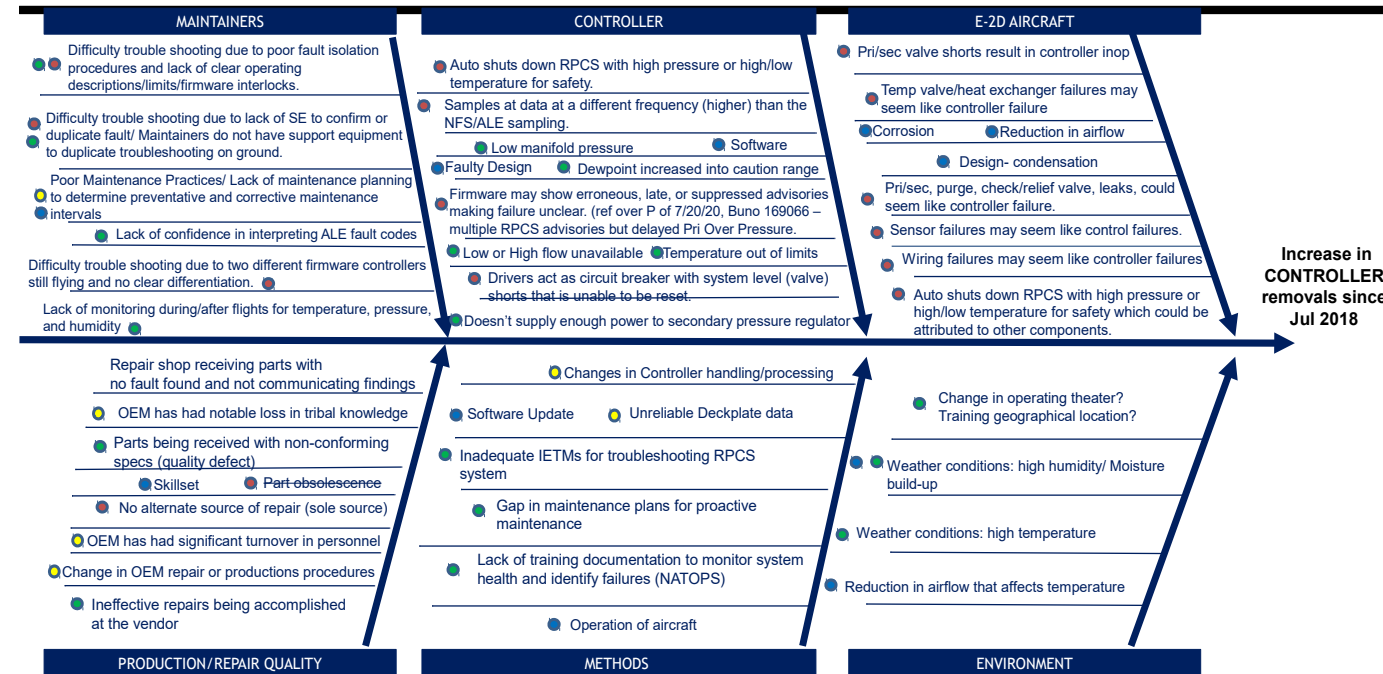 MAINTAINERS
Difficulty trouble shooting due to poor fault isolation
procedures and lack of clear operating
descriptions/limits/firmware interlocks.
Difficulty trouble shooting due to lack of SE to confirm or
duplicate fault/ Maintainers do not have support equipment
to duplicate troubleshooting on ground.
Poor Maintenance Practices/ Lack of maintenance planning
to determine preventative and corrective maintenance
intervals
Lack of confidence in interpreting ALE fault codes
Difficulty trouble shooting due to two different firmware controllers
still flying and no clear differentiation.
Lack of monitoring during/after flights for temperature, pressure,
and humidity
CONTROLLER
Auto shuts down RPCS with high pressure or high/low
temperature for safety.
Samples at data at a different frequency (higher) than the
NFS/ALE sampling.
Low manifold pressure
Software
Faulty Design
Dewpoint increased into caution range
Firmware may show erroneous, late, or suppressed advisories
making failure unclear. (ref over P of 7/20/20, Buno 169066 –
multiple RPCS advisories but delayed Pri Over Pressure.
Low or High flow unavailable
Temperature out of limits
Drivers act as circuit breaker with system level (valve)
shorts that is unable to be reset.
Doesn't supply enough power to secondary pressure regulator
E-2D AIRCRAFT
Pri/sec valve shorts result in controller inop
Temp valve/heat exchanger failures may
seem like controller failure
Corrosion
Reduction in airflow
Design- condensation
Pri/sec, purge, check/relief valve, leaks, could
seem like controller failure.
Sensor failures may seem like control failures.
Wiring failures may seem like controller failures
Auto shuts down RPCS with high pressure or
high/low temperature for safety which could be
attributed to other components.
Increase in
CONTROLLER
removals since
Jul 2018
Repair shop receiving parts with
no fault found and not communicating findings
OEM has had notable loss in tribal knowledge
Parts being received with non-conforming
specs (quality defect)
Skillset
Part obsolescence
No alternate source of repair (sole source)
OEM has had significant turnover in personnel
Change in OEM repair or productions procedures
Ineffective repairs being accomplished
at the vendor
PRODUCTION/REPAIR QUALITY
Changes in Controller handling/processing
Software Update
Unreliable Deckplate data
Inadequate IETMs for troubleshooting RPCS
system
Gap in maintenance plans for proactive
maintenance
Lack of training documentation to monitor system
health and identify failures (NATOPS)
Operation of aircraft
METHODS
Change in operating theater?
Training geographical location?
Weather conditions: high humidity/ Moisture
build-up
Weather conditions: high temperature
Reduction in airflow that affects temperature
ENVIRONMENT